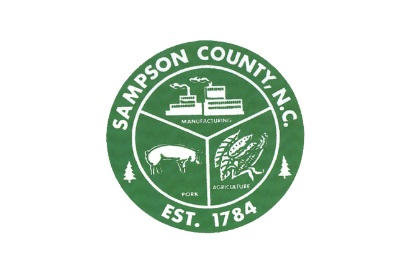 SAMPSON COUNTY, N.C.
MANUFACTURING
PORK
AGRICULTURE
EST. 1784